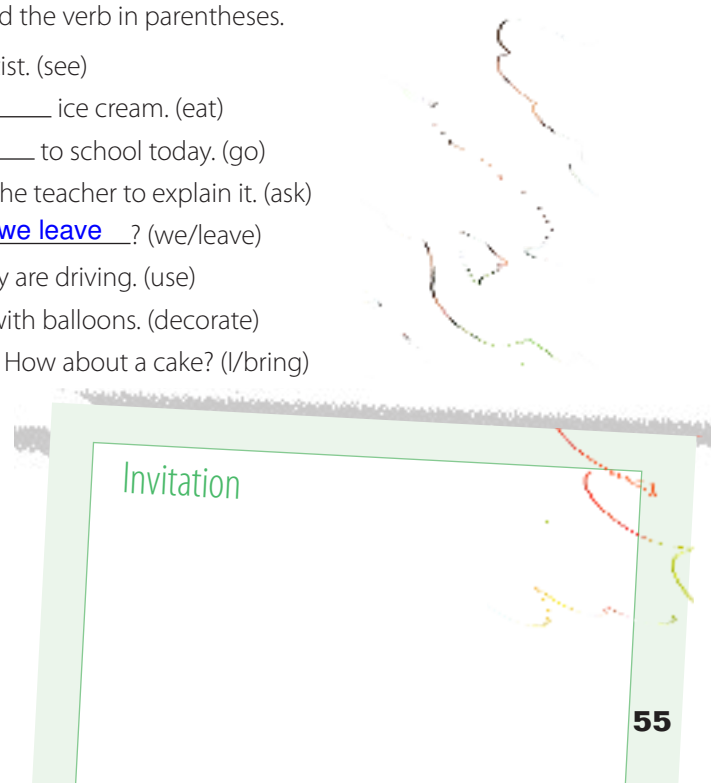 d the verb in parentheses.
ist. (see)
ice cream. (eat)
to school today. (go)
he teacher to explain it. (ask)
we leave ? (we/leave)
y are driving. (use)
with balloons. (decorate)
How about a cake? (I/bring)
Invitation
55